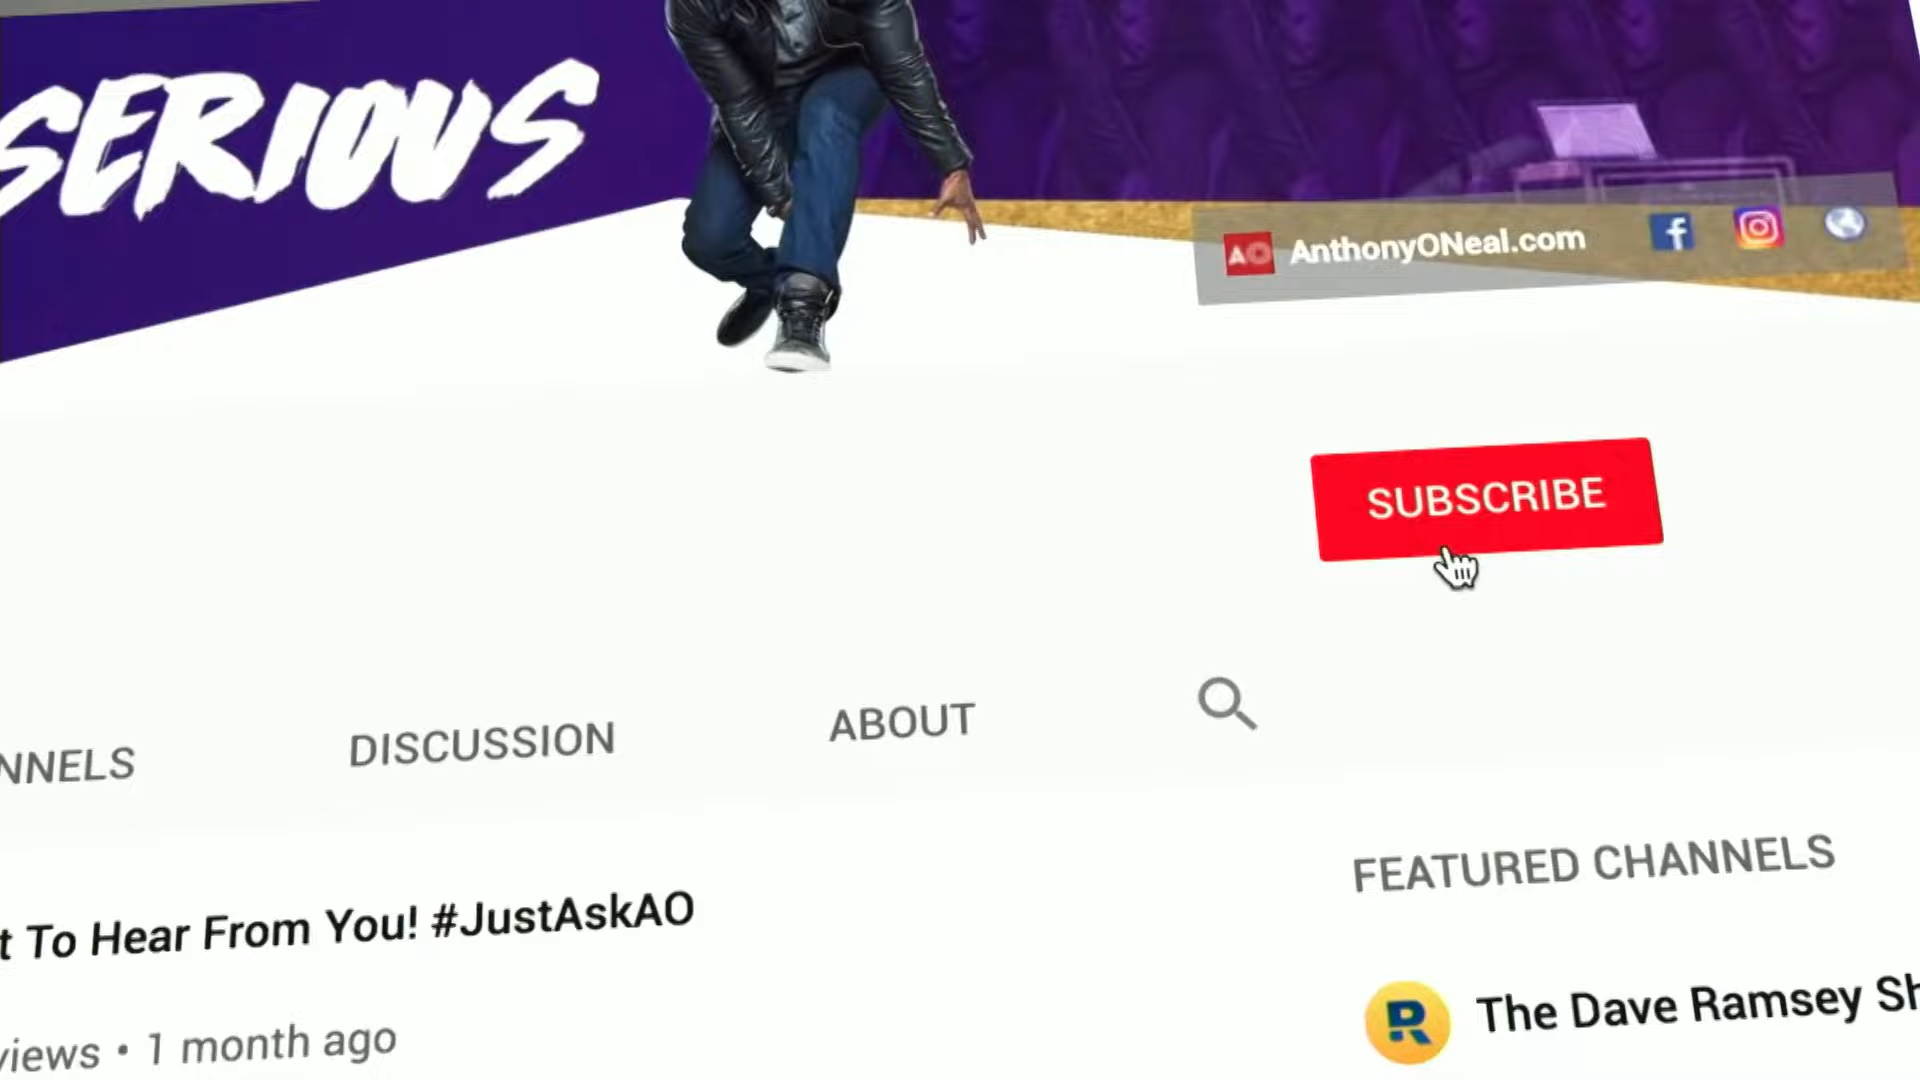 SERIOUS
AO AnthonyONeal.com
SUBSCRIBE
NNELS DISCUSSION ABOUT
FEATURED CHANNELS
t To Hear From You! #JustAskAO
The Dave Ramsey Sh
views • 1 month ago